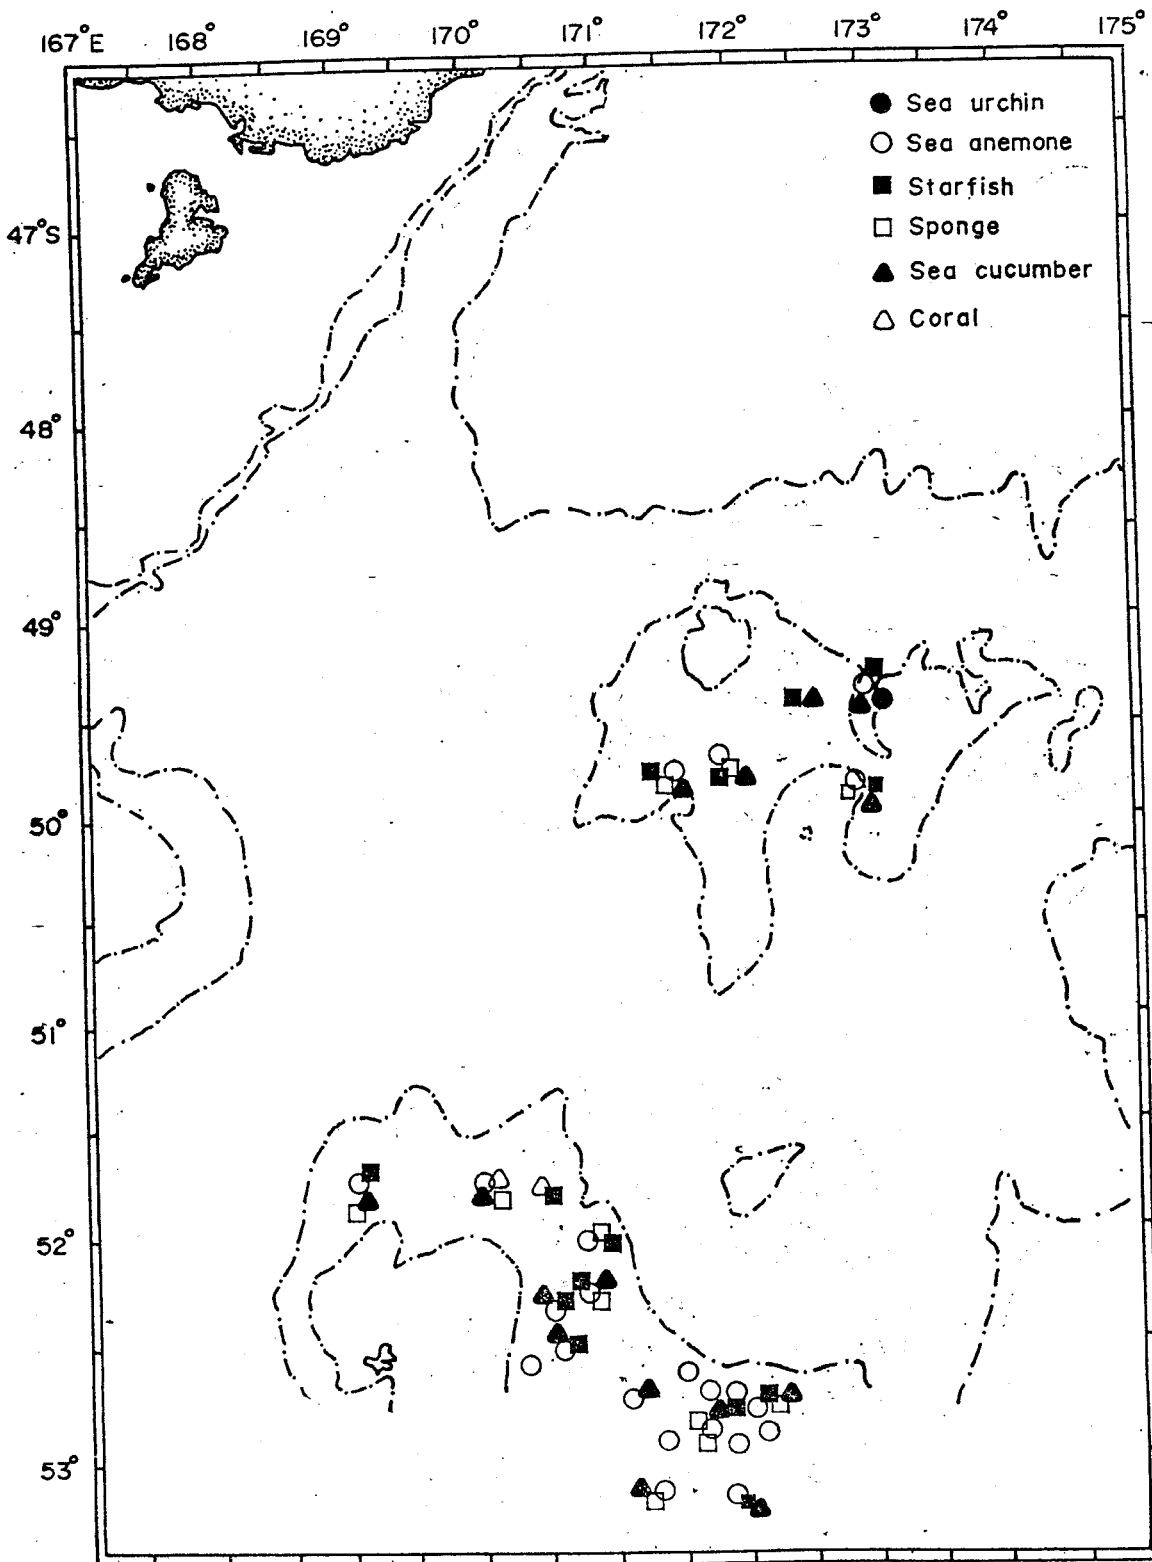 167°E 168° 169° 170° 171° 172° 173° 174° 175°
Sea urchin
Sea anemone
Starfish
Sponge
Sea cucumber
Coral
47°S
48°
49°
50°
51°
52°
53°